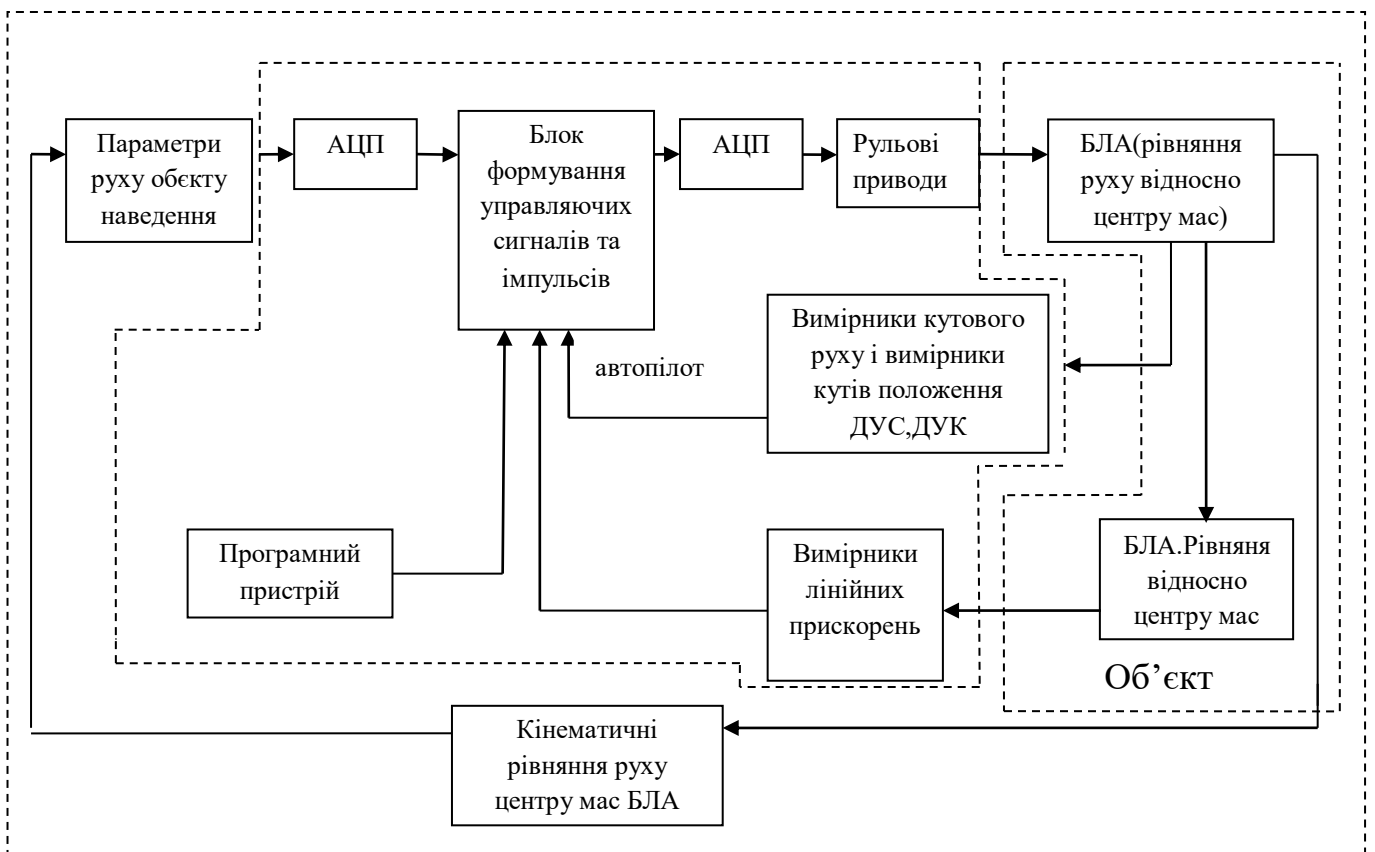 Параметри
руху обєкту
наведення
АЦП
Блок
формування
управляючих
сигналів та
імпульсів
АЦП
Рульові
приводи
БЛА(рівняння
руху відносно
центру мас)
автопілот
Вимірники кутового
руху і вимірники
кутів положення
ДУС,ДУК
Програмний
пристрій
Вимірники
лінійних
прискорень
БЛА.Рівняня
відносно
центру мас
Об’єкт
Кінематичні
рівняння руху
центру мас БЛА